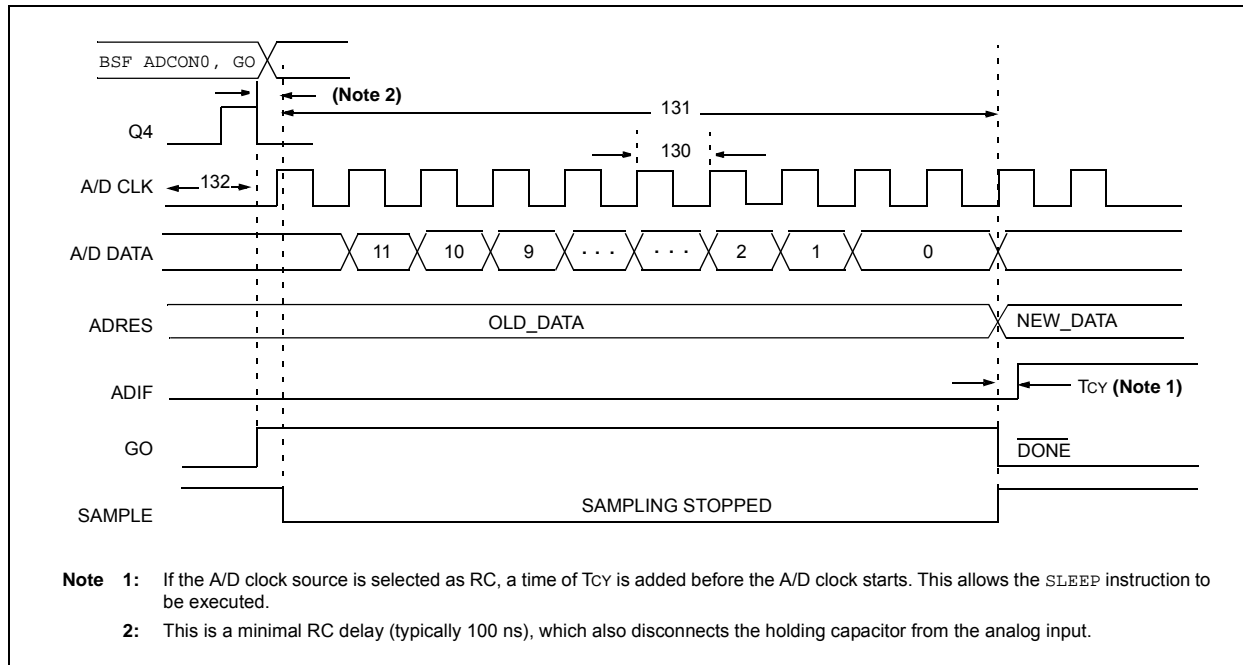 BSF ADCON0, GO
(Note 2)
131
Q4
130
A/D CLK
132
A/D DATA
11 10 9 . . . . . . 2 1 0
ADRES
OLD_DATA
NEW_DATA
TCY (Note 1)
ADIF
GO
DONE
SAMPLE
SAMPLING STOPPED
Note 1: If the A/D clock source is selected as RC, a time of TCY is added before the A/D clock starts. This allows the SLEEP instruction to
be executed.
2: This is a minimal RC delay (typically 100 ns), which also disconnects the holding capacitor from the analog input.